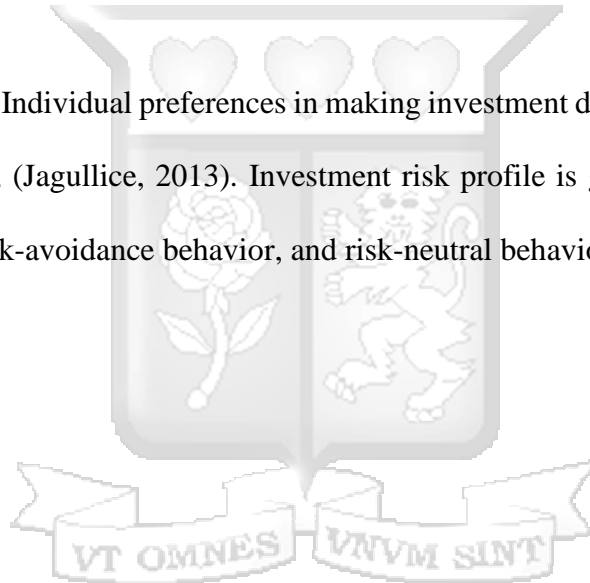 Individual preferences in making investment d
(Jagullice, 2013). Investment risk profile is
k-avoidance behavior, and risk-neutral behavio
VT OMNES VNVM SINT